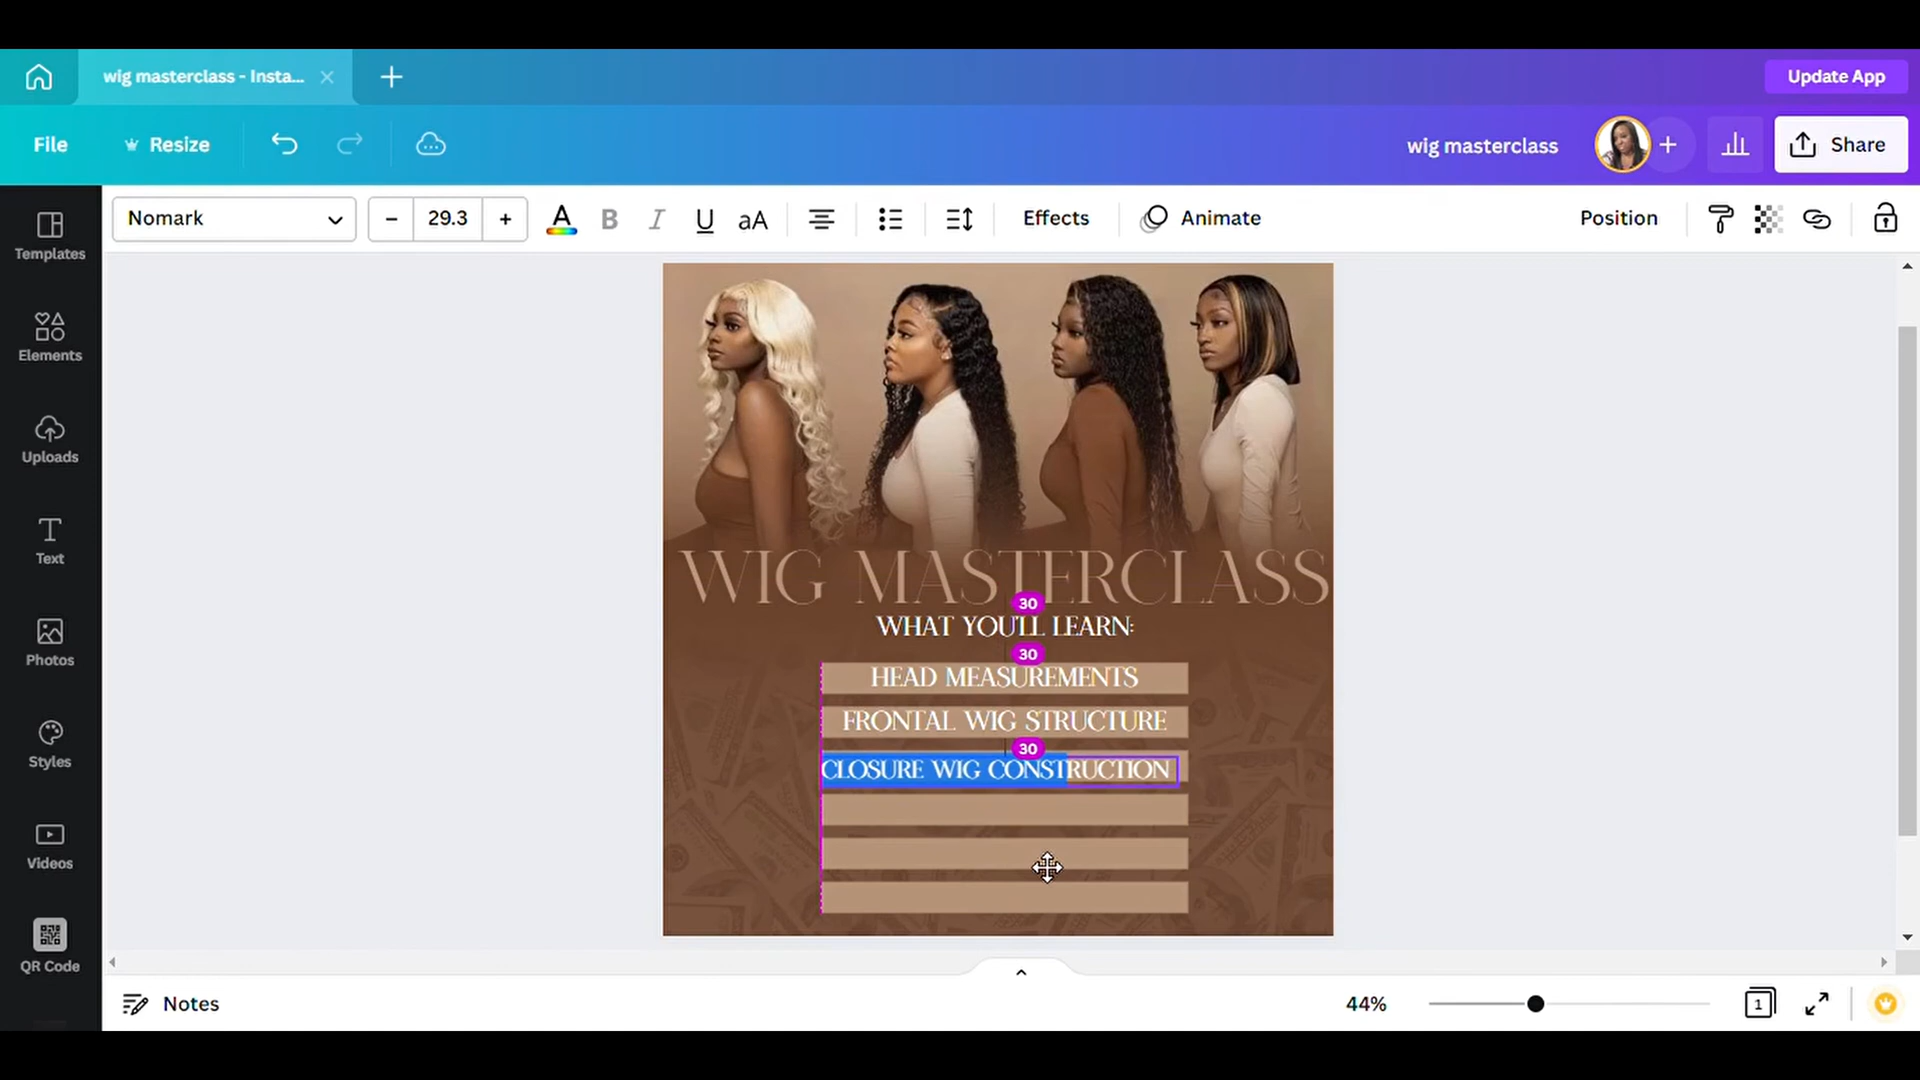 wig masterclass - Insta...
Update App
File
Resize
wig masterclass
Share
Nomark
29.3
A
B
I
U
aA
Effects
Animate
Position
Templates
Elements
Uploads
Text
Photos
Styles
Videos
QR Code
WIG MASTERCLASS
30
WHAT YOU'LL LEARN:
30
HEAD MEASUREMENTS
FRONTAL WIG STRUCTURE
30
CLOSURE WIG CONSTRUCTION
Notes
44%
1